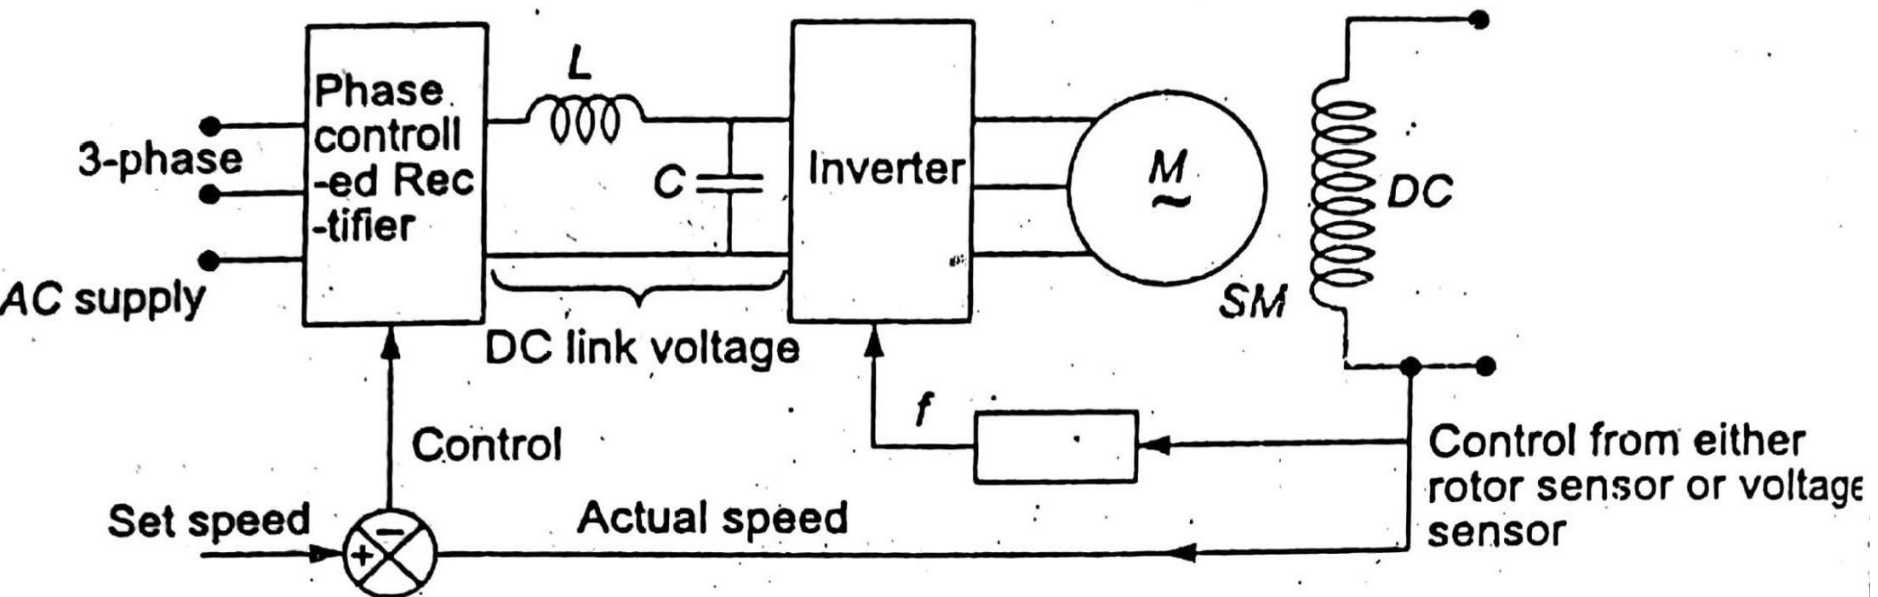 Phase
controll
-ed Rec
-tifier
L
C
Inverter
M
~
DC
SM
3-phase
AC supply
DC link voltage
f
Control
Control from either
rotor sensor or voltage
sensor
Set speed
Actual speed
+
−